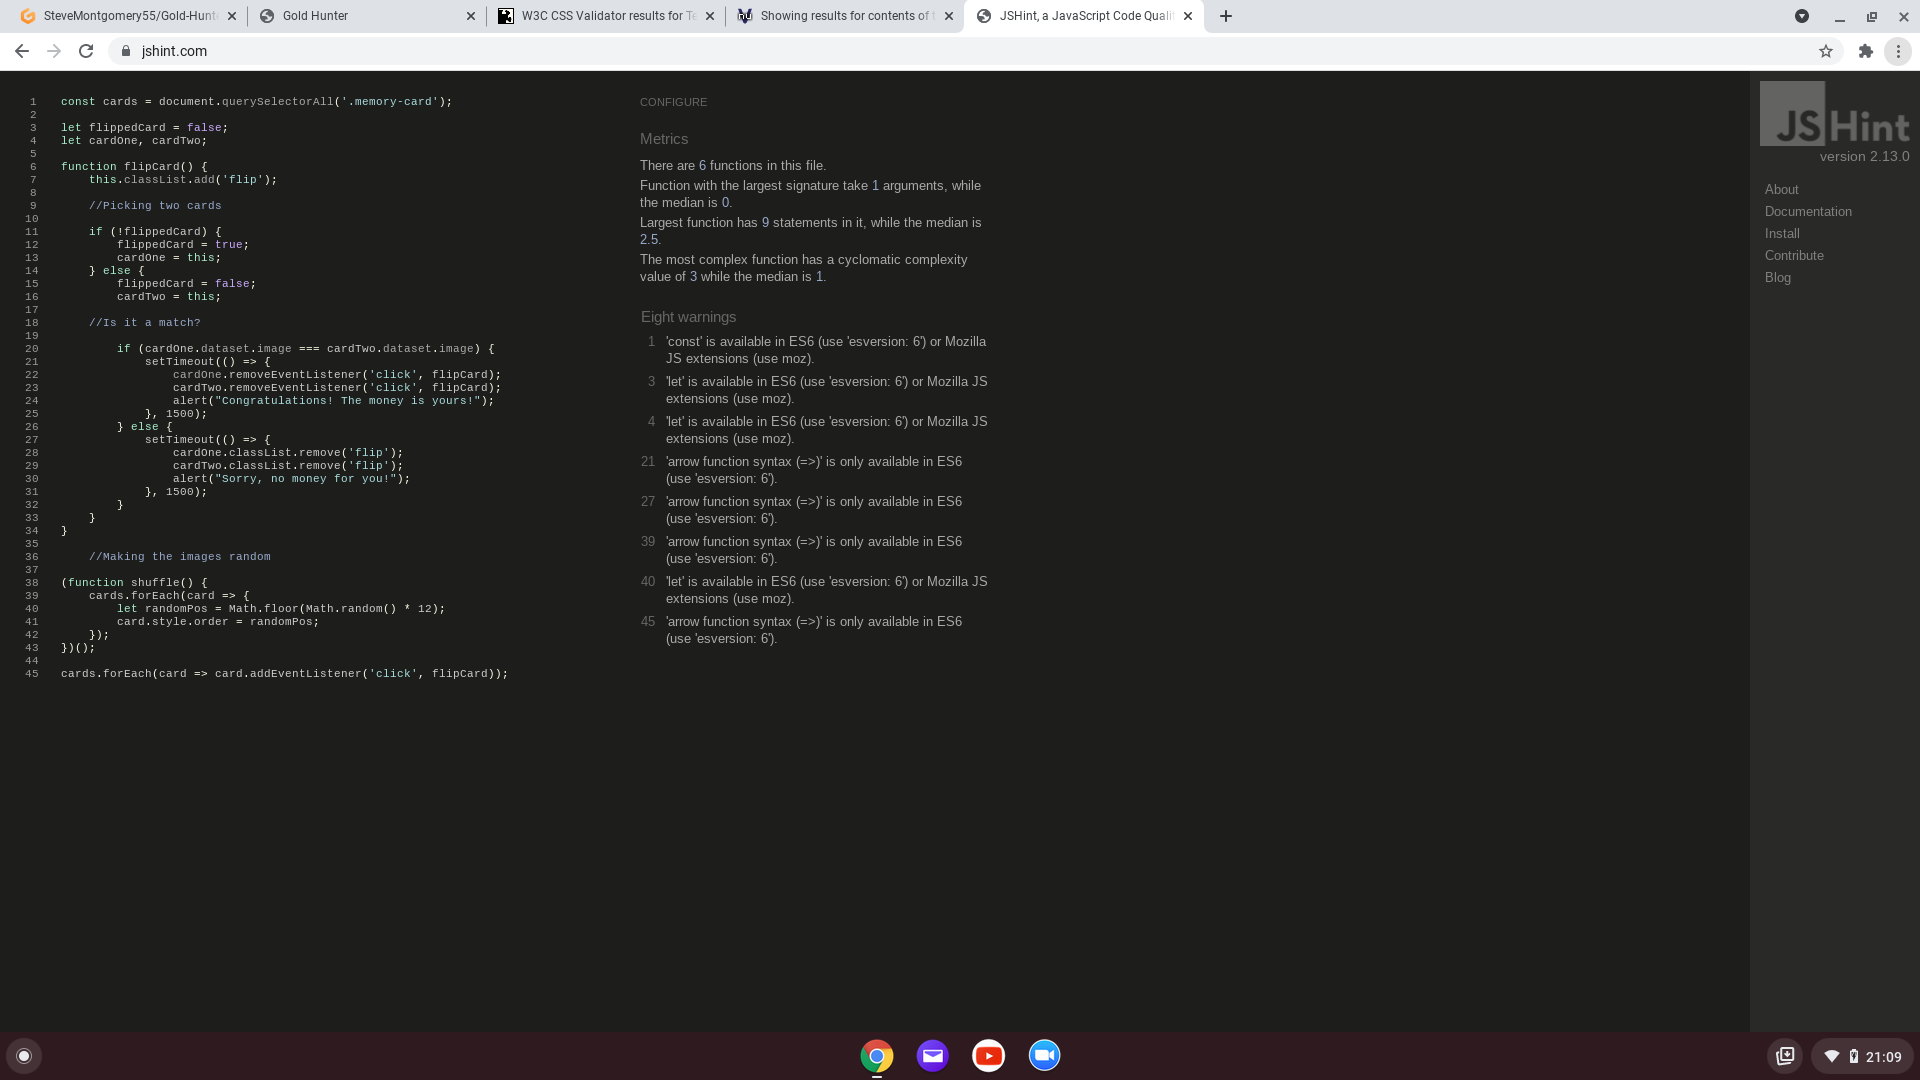 SteveMontgomery55/Gold-Hunt
Gold Hunter
W3C CSS Validator results for Te
Showing results for contents of t
JSHint, a JavaScript Code Quali
jshint.com
1 const cards = document.querySelectorAll('.memory-card');
2
3 let flippedCard = false;
4 let cardOne, cardTwo;
5
6 function flipCard() {
7 this.classList.add('flip');
8
9 //Picking two cards
10
11 if (!flippedCard) {
12 flippedCard = true;
13 cardOne = this;
14 } else {
15 flippedCard = false;
16 cardTwo = this;
17
18 //Is it a match?
19
20 if (cardOne.dataset.image === cardTwo.dataset.image) {
21 setTimeout(() => {
22 cardOne.removeEventListener('click', flipCard);
23 cardTwo.removeEventListener('click', flipCard);
24 alert("Congratulations! The money is yours!");
25 }, 1500);
26 } else {
27 setTimeout(() => {
28 cardOne.classList.remove('flip');
29 cardTwo.classList.remove('flip');
30 alert("Sorry, no money for you!");
31 }, 1500);
32 }
33 }
34 }
35
36 //Making the images random
37
38 (function shuffle() {
39 cards.forEach(card => {
40 let randomPos = Math.floor(Math.random() * 12);
41 card.style.order = randomPos;
42 });
43 })();
44
45 cards.forEach(card => card.addEventListener('click', flipCard));
CONFIGURE
Metrics
There are 6 functions in this file.
Function with the largest signature take 1 arguments, while
the median is 0.
Largest function has 9 statements in it, while the median is
2.5.
The most complex function has a cyclomatic complexity
value of 3 while the median is 1.
Eight warnings
1 'const' is available in ES6 (use 'esversion: 6') or Mozilla
JS extensions (use moz).
3 'let' is available in ES6 (use 'esversion: 6') or Mozilla JS
extensions (use moz).
4 'let' is available in ES6 (use 'esversion: 6') or Mozilla JS
extensions (use moz).
21 'arrow function syntax (=>)' is only available in ES6
(use 'esversion: 6').
27 'arrow function syntax (=>)' is only available in ES6
(use 'esversion: 6').
39 'arrow function syntax (=>)' is only available in ES6
(use 'esversion: 6').
40 'let' is available in ES6 (use 'esversion: 6') or Mozilla JS
extensions (use moz).
45 'arrow function syntax (=>)' is only available in ES6
(use 'esversion: 6').
JSHint
version 2.13.0
About
Documentation
Install
Contribute
Blog
21:09